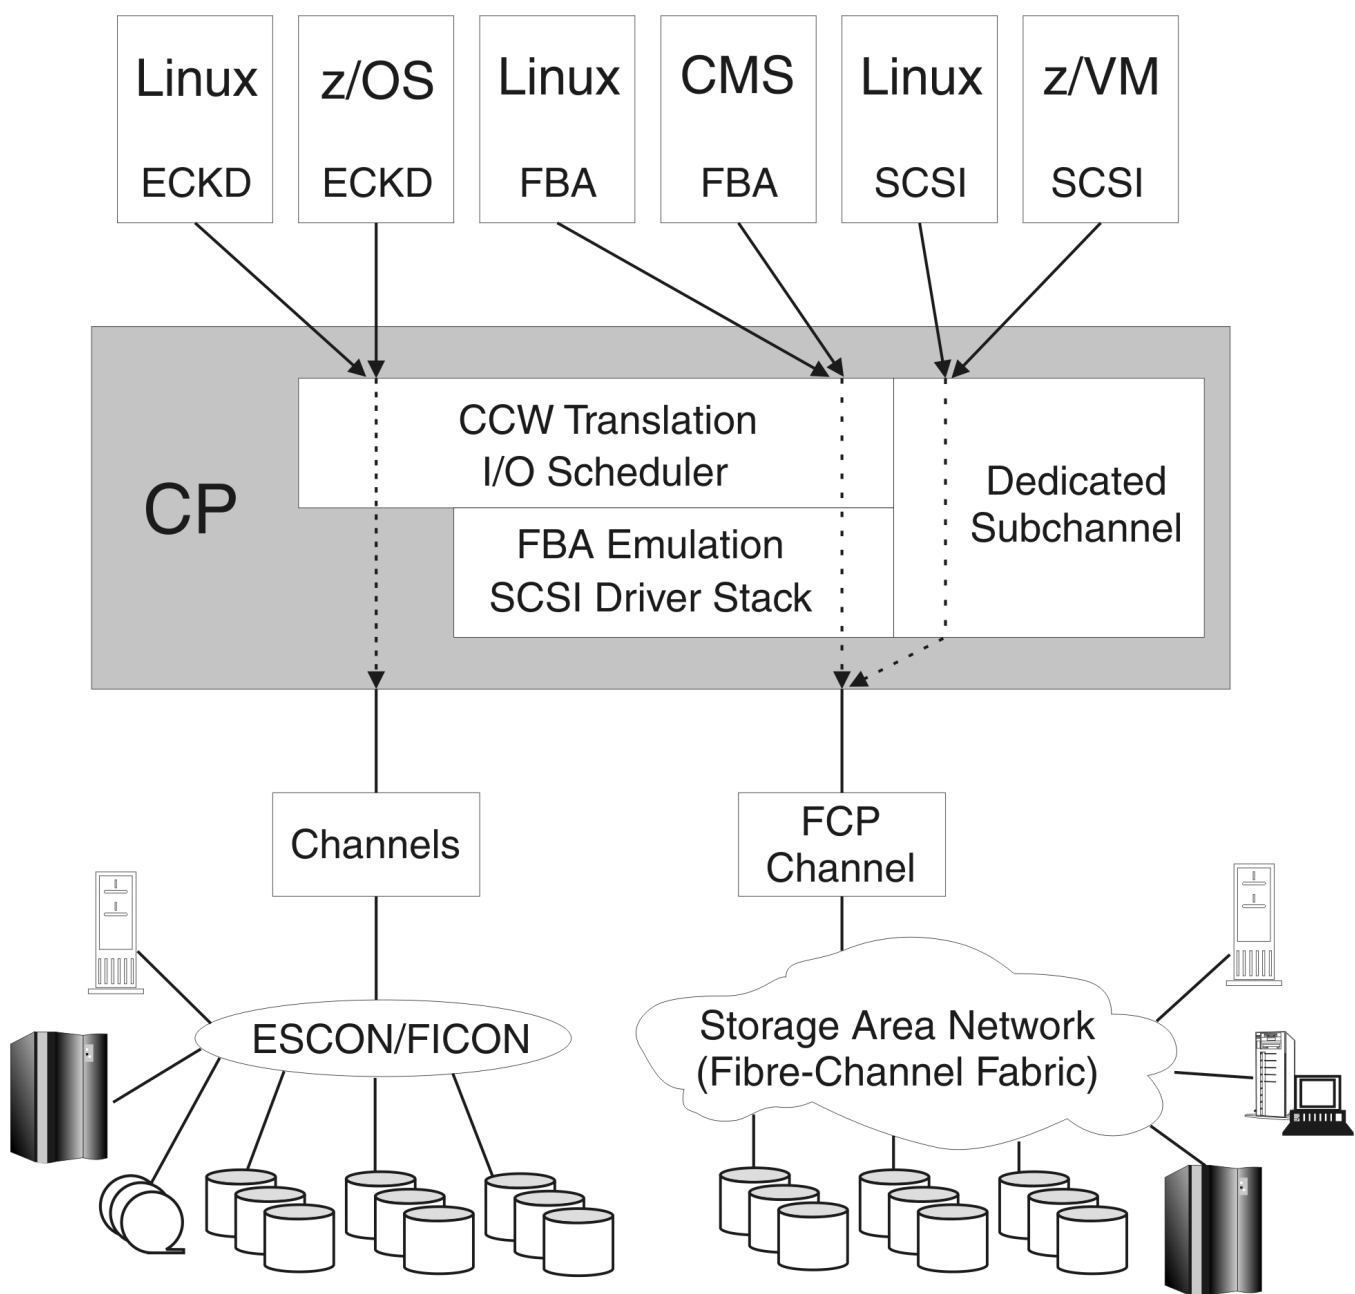 Linux
ECKD
z/OS
ECKD
Linux
FBA
CMS
FBA
Linux
SCSI
z/VM
SCSI
CP
CCW Translation
I/O Scheduler
FBA Emulation
SCSI Driver Stack
Dedicated
Subchannel
Channels
FCP
Channel
ESCON/FICON
Storage Area Network
(Fibre-Channel Fabric)